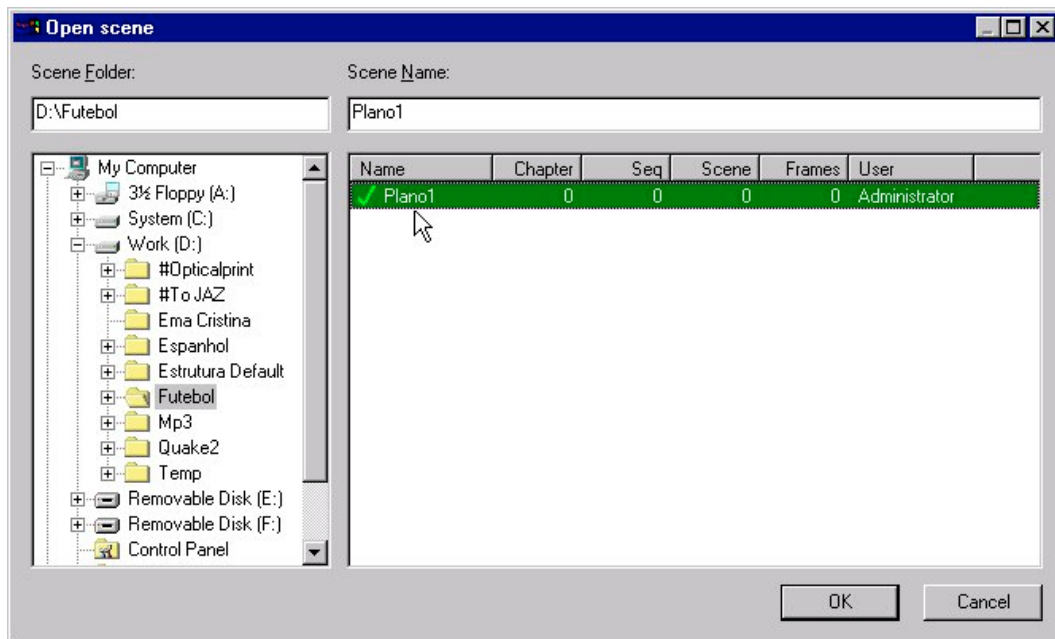 Open scene
Scene Folder:
Scene Name:
D:\Futebol
Plano1
My Computer
3½ Floppy (A:)
System (C:)
Work (D:)
#Opticalprint
#To JAZ
Ema Cristina
Espanhol
Estrutura Default
Futebol
Mp3
Quake2
Temp
Removable Disk (E:)
Removable Disk (F:)
Control Panel
Name Chapter Seq Scene Frames User
Plano1 0 0 0 0 Administrator
OK Cancel